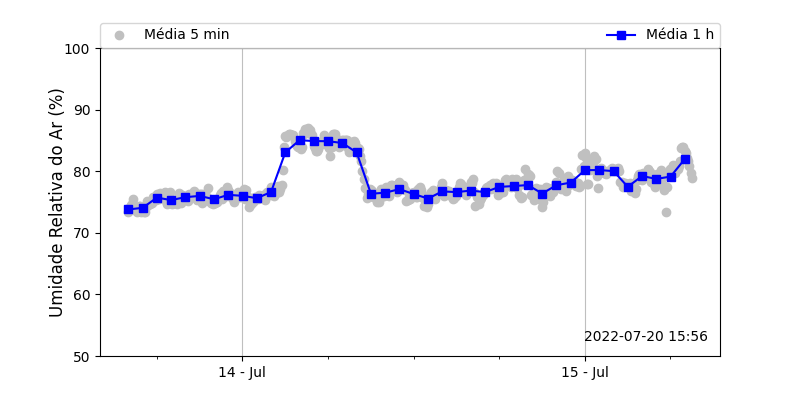 Média 5 min
Média 1 h
100
90
80
70
60
50
Umidade Relativa do Ar (%)
2022-07-20 15:56
14 - Jul
15 - Jul